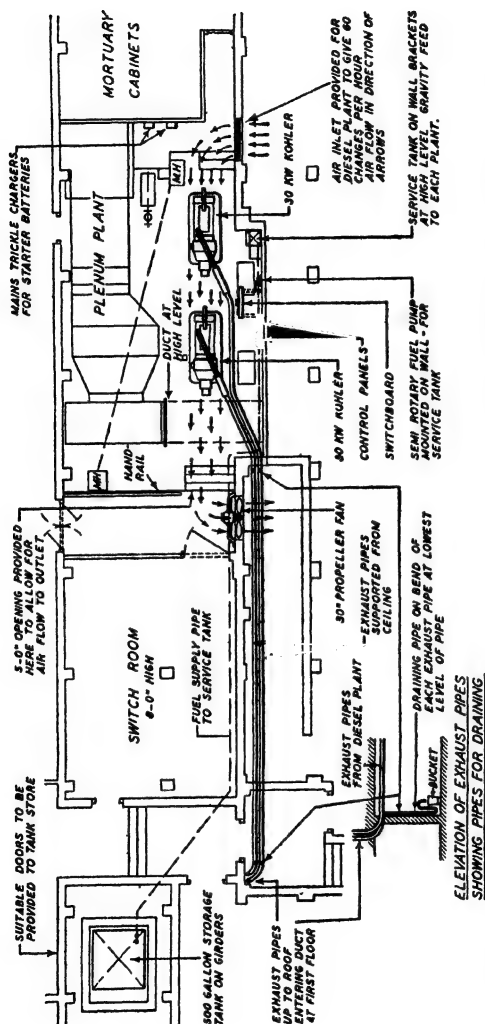 SUITABLE DOORS TO BE
PROVIDED TO TANK STORE
3'-0" OPENING PROVIDED
HERE TO ALLOW FOR
AIR FLOW TO OUTLET
MAINS TRICKLE CHARGERS
FOR STARTER BATTERIES
MORTUARY
CABINETS
PLENUM PLANT
SWITCH ROOM
8'-0" HIGH
HAND-
RAIL
MH
DUCT AT
HIGH LEVEL
MH
FUEL SUPPLY PIPE
TO SERVICE TANK
500 GALLON STORAGE
TANK ON GIRDERS
30" PROPELLER FAN
30 KW KOHLER
30 KW KOHLER
AIR INLET PROVIDED FOR
DIESEL PLANT TO GIVE 60
CHANGES PER HOUR
AIR FLOW IN DIRECTION OF
ARROWS
CONTROL PANELS
SWITCHBOARD
EXHAUST PIPES
SUPPORTED FROM
CEILING
SEMI ROTARY FUEL PUMP
MOUNTED ON WALL - FOR
SERVICE TANK
SERVICE TANK ON WALL BRACKETS
AT HIGH LEVEL GRAVITY FEED
TO EACH PLANT.
EXHAUST PIPES
UP TO ROOF
ENTERING DUCT
AT FIRST FLOOR
EXHAUST PIPES
FROM DIESEL PLANT
DRAINING PIPE ON BEND OF
EACH EXHAUST PIPE AT LOWEST
LEVEL OF PIPE
BUCKET
ELEVATION OF EXHAUST PIPES
SHOWING PIPES FOR DRAINING